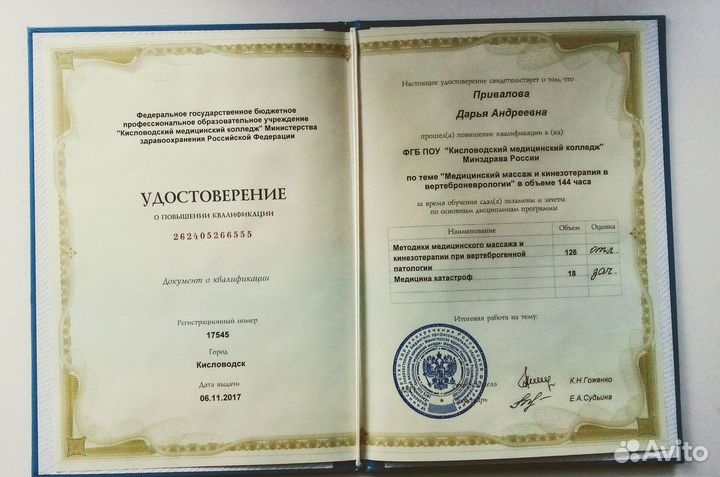 Федеральное государственное бюджетное
профессиональное образовательное учреждение
"Кисловодский медицинский колледж" Министерства
здравоохранения Российской Федерации
УДОСТОВЕРЕНИЕ
О ПОВЫШЕНИИ КВАЛИФИКАЦИИ
262405266555
Документ о квалификации
Регистрационный номер
17545
Город
Кисловодск
Дата выдачи
06.11.2017
Настоящее удостоверение свидетельствует о том, что
Привалова
Дарья Андреевна
прошел(а) повышение квалификации в (на)
ФГБ ПОУ "Кисловодский медицинский колледж"
Минздрава России
по теме "Медицинский массаж и кинезотерапия в
вертеброневрологии" в объеме 144 часа
за время обучения сдал(а) экзамены и зачеты
по основным дисциплинам программы
Наименование Объем Оценка
Методики медицинского массажа и
кинезотерапии при вертеброгенной 126 отл.
патологии
Медицина катастроф 18 зач.
Итоговая работа на тему:
К.Н.Гоженко
Е.А.Судьина
Avito